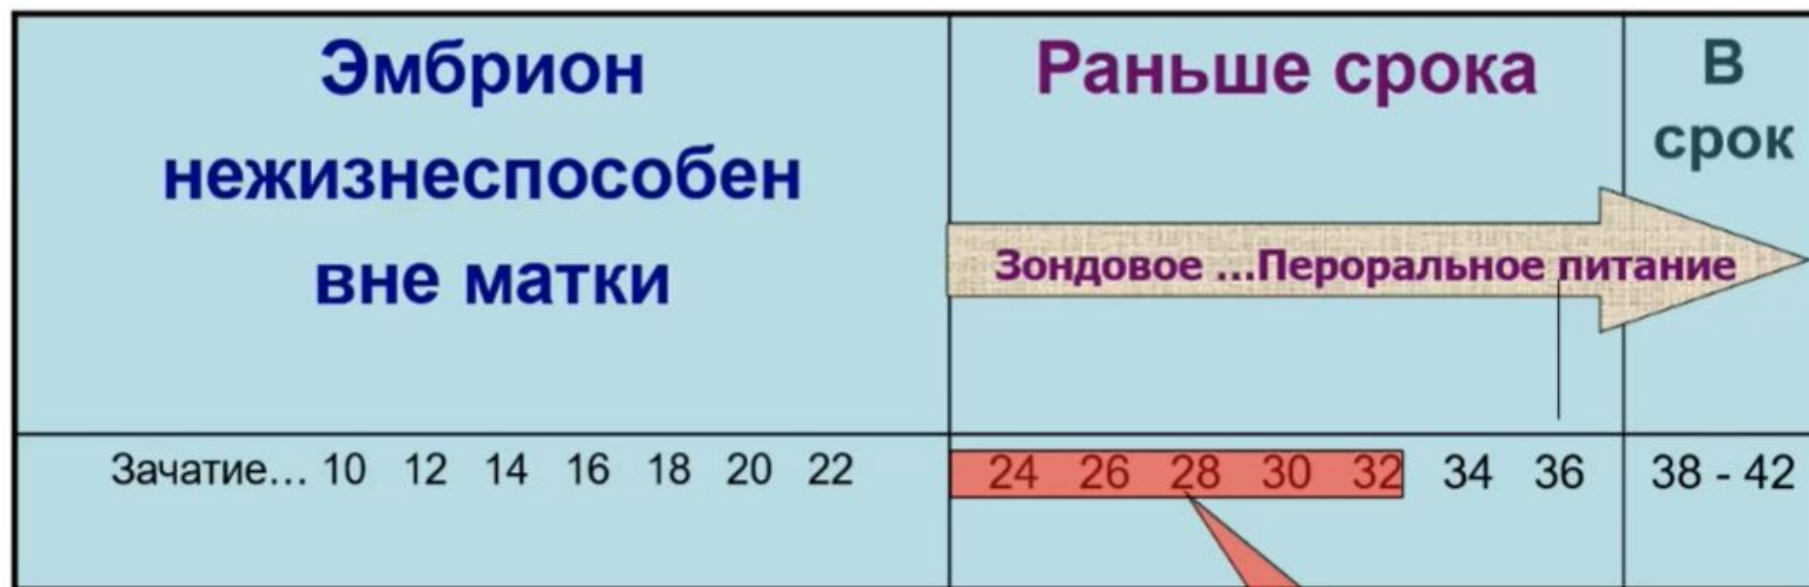 Эмбрион
нежизнеспособен
вне матки
Раньше срока
В
срок
Зондовое ...Пероральное питание
Зачатие... 10 12 14 16 18 20 22
24 26 28 30 32 34 36
38 - 42